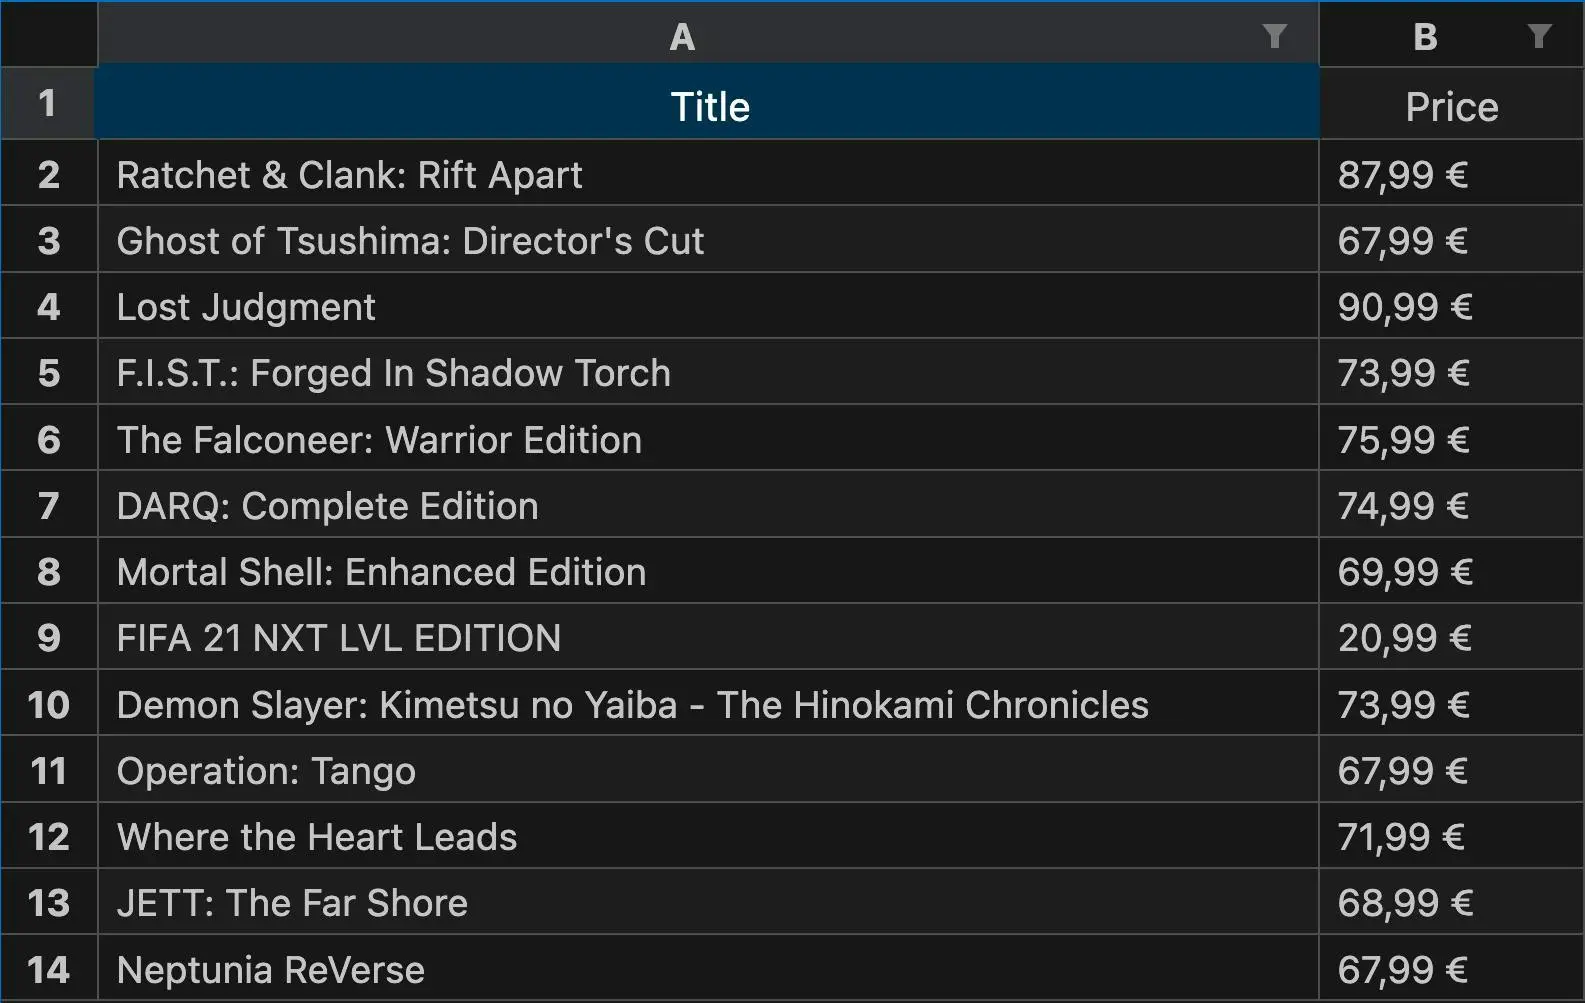 A B
1 Title Price
2 Ratchet & Clank: Rift Apart 87,99 €
3 Ghost of Tsushima: Director's Cut 67,99 €
4 Lost Judgment 90,99 €
5 F.I.S.T.: Forged In Shadow Torch 73,99 €
6 The Falconeer: Warrior Edition 75,99 €
7 DARQ: Complete Edition 74,99 €
8 Mortal Shell: Enhanced Edition 69,99 €
9 FIFA 21 NXT LVL EDITION 20,99 €
10 Demon Slayer: Kimetsu no Yaiba - The Hinokami Chronicles 73,99 €
11 Operation: Tango 67,99 €
12 Where the Heart Leads 71,99 €
13 JETT: The Far Shore 68,99 €
14 Neptunia ReVerse 67,99 €